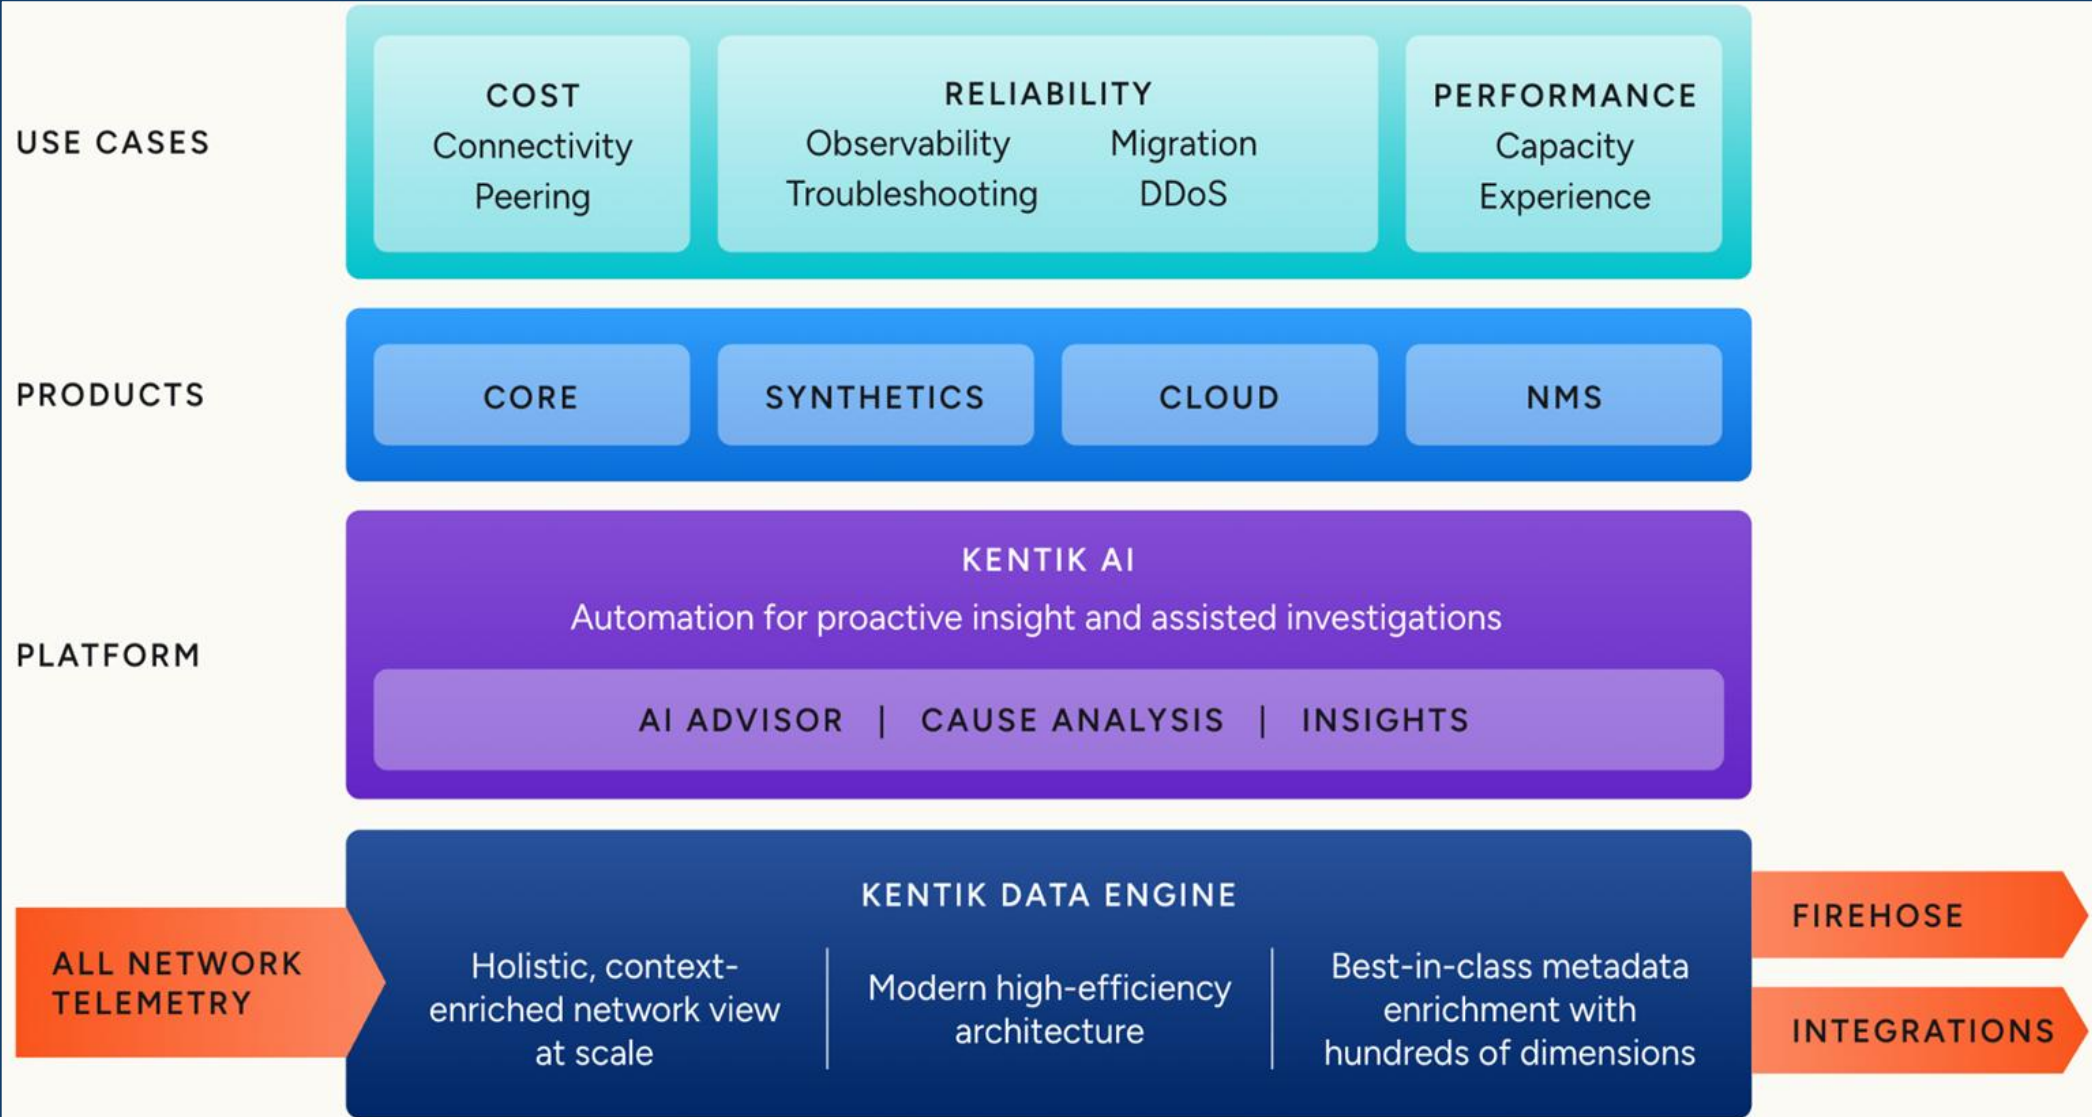 USE CASES
COST
Connectivity
Peering
RELIABILITY
Observability Migration
Troubleshooting DDoS
PERFORMANCE
Capacity
Experience
PRODUCTS
CORE
SYNTHETICS
CLOUD
NMS
PLATFORM
KENTIK AI
Automation for proactive insight and assisted investigations
AI ADVISOR | CAUSE ANALYSIS | INSIGHTS
ALL NETWORK
TELEMETRY
KENTIK DATA ENGINE
Holistic, context-
enriched network view
at scale
Modern high-efficiency
architecture
Best-in-class metadata
enrichment with
hundreds of dimensions
FIREHOSE
INTEGRATIONS